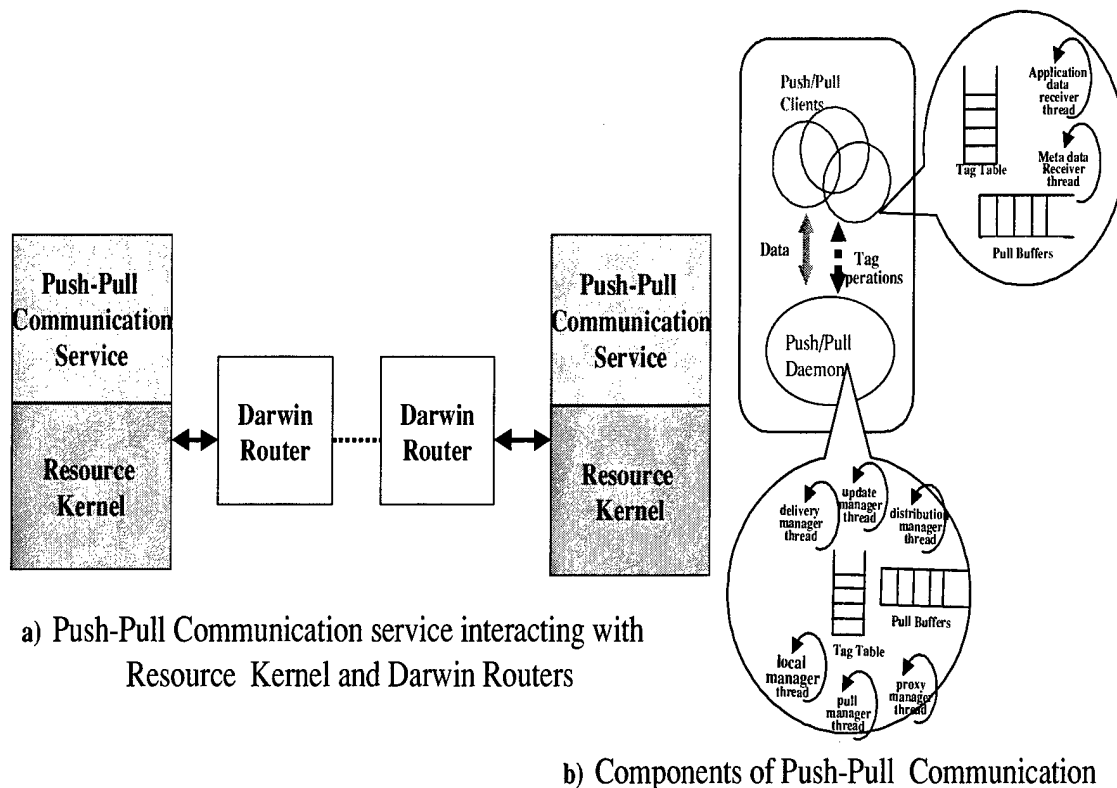 Push-Pull
Communication
Service
Resource
Kernel
Darwin
Router
Darwin
Router
Push-Pull
Communication
Service
Resource
Kernel
a) Push-Pull Communication service interacting with
Resource Kernel and Darwin Routers
Push/Pull
Clients
Data
Tag
perations
Push/Pull
Daemon
Application
data
receiver
thread
Meta data
Receiver
thread
Tag Table
Pull Buffers
delivery
manager
thread
update
manager
thread
distribution
manager
thread
Pull Buffers
Tag Table
local
manager
thread
pull
manager
thread
proxy
manager
thread
b) Components of Push-Pull Communication